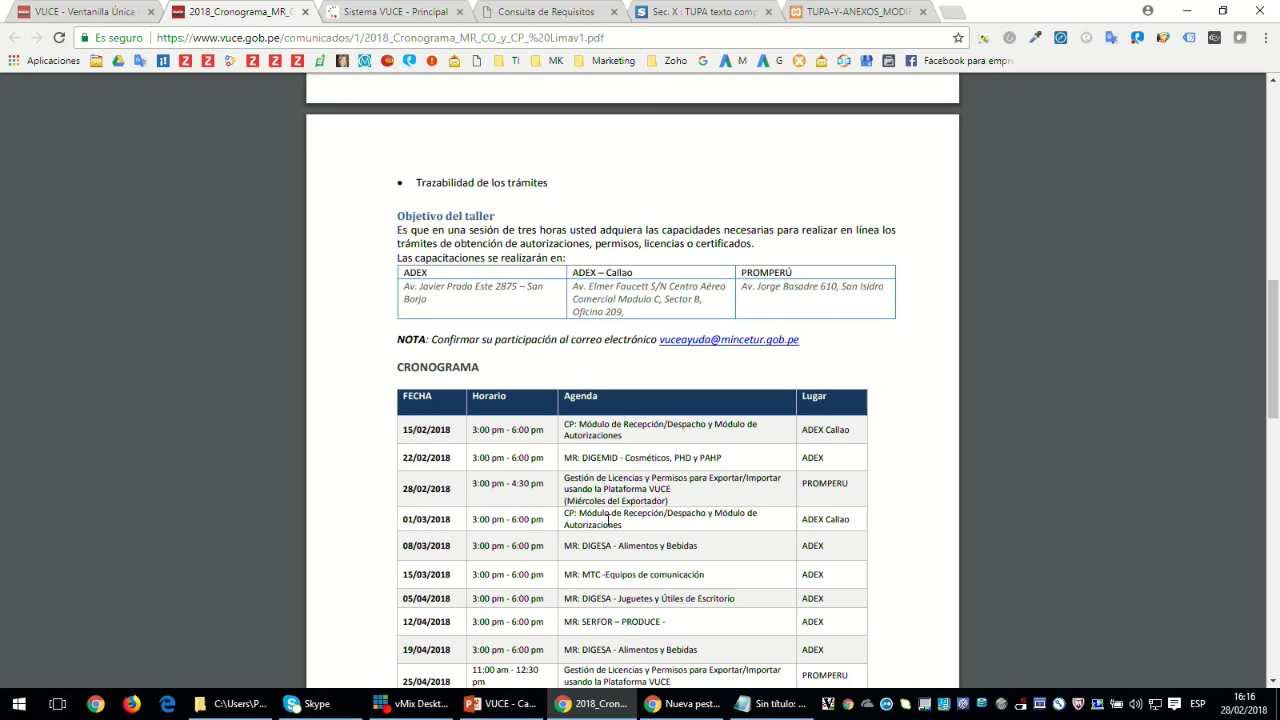 VUCE - Ventanilla Única
2018_Cronograma_MR_C
Sistema VUCE - Principal
Consulta de Requisitos
Sec. X : TUPA texto comp
TUPA-Y-ANEXOS_MODIF
Es seguro
https://www.vuce.gob.pe/comunicados/1/2018_Cronograma_MR_CO_y_CP_%20Limav1.pdf
Aplicaciones
TI
MK
Marketing
Zoho
M
G
Facebook para empre
• Trazabilidad de los trámites
Objetivo del taller
Es que en una sesión de tres horas usted adquiera las capacidades necesarias para realizar en línea los
trámites de obtención de autorizaciones, permisos, licencias o certificados.
Las capacitaciones se realizarán en:
ADEX ADEX – Callao PROMPERÚ
Av. Javier Prado Este 2875 – San
Borja
Av. Elmer Faucett S/N Centro Aéreo
Comercial Modulo C, Sector B,
Oficina 209,
Av. Jorge Basadre 610, San Isidro
NOTA: Confirmar su participación al correo electrónico vuceayuda@mincetur.gob.pe
CRONOGRAMA
FECHA Horario Agenda Lugar
15/02/2018 3:00 pm - 6:00 pm CP: Módulo de Recepción/Despacho y Módulo de
Autorizaciones ADEX Callao
22/02/2018 3:00 pm - 6:00 pm MR: DIGEMID - Cosméticos, PHD y PAHP ADEX
28/02/2018 3:00 pm - 4:30 pm Gestión de Licencias y Permisos para Exportar/Importar
usando la Plataforma VUCE
(Miércoles del Exportador) PROMPERU
01/03/2018 3:00 pm - 6:00 pm CP: Módulo de Recepción/Despacho y Módulo de
Autorizaciones ADEX Callao
08/03/2018 3:00 pm - 6:00 pm MR: DIGESA - Alimentos y Bebidas ADEX
15/03/2018 3:00 pm - 6:00 pm MR: MTC -Equipos de comunicación ADEX
05/04/2018 3:00 pm - 6:00 pm MR: DIGESA - Juguetes y Útiles de Escritorio ADEX
12/04/2018 3:00 pm - 6:00 pm MR: SERFOR – PRODUCE - ADEX
19/04/2018 3:00 pm - 6:00 pm MR: DIGESA - Alimentos y Bebidas ADEX
25/04/2018 11:00 am - 12:30
pm
Gestión de Licencias y Permisos para Exportar/Importar
usando la Plataforma VUCE PROMPERU
C:\Users\P...
Skype
vMix Deskt...
VUCE - Ca...
2018_Cron...
Nueva pest...
Sin título: ...
ESP
16:16
28/02/2018